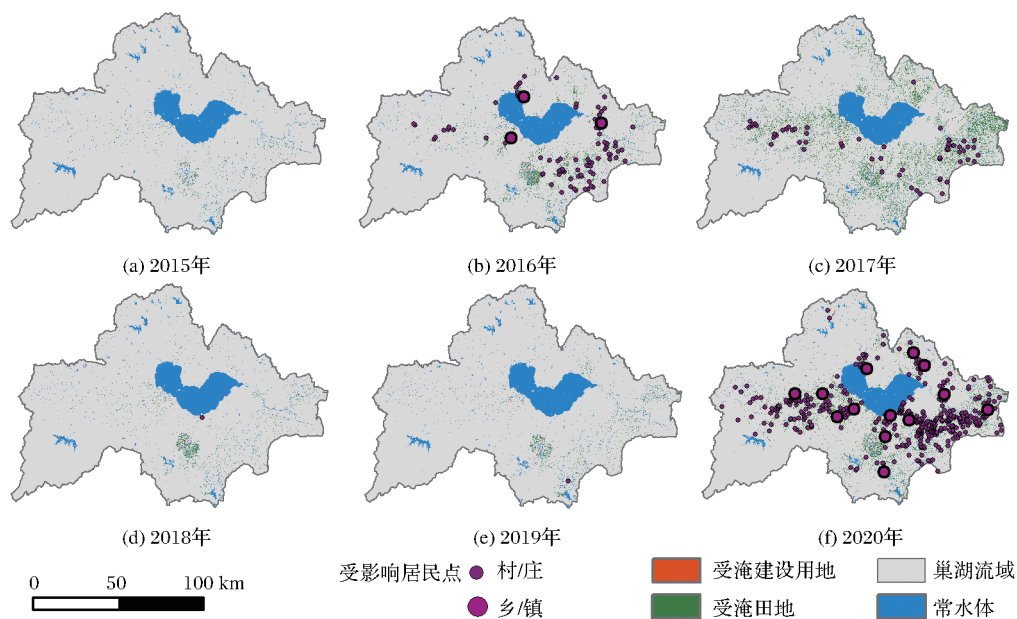 (a) 2015年
(b) 2016年
(c) 2017年
(d) 2018年
(e) 2019年
(f) 2020年
0 50 100 km
受影响居民点 村/庄
乡/镇
受淹建设用地
受淹田地
巢湖流域
常水体